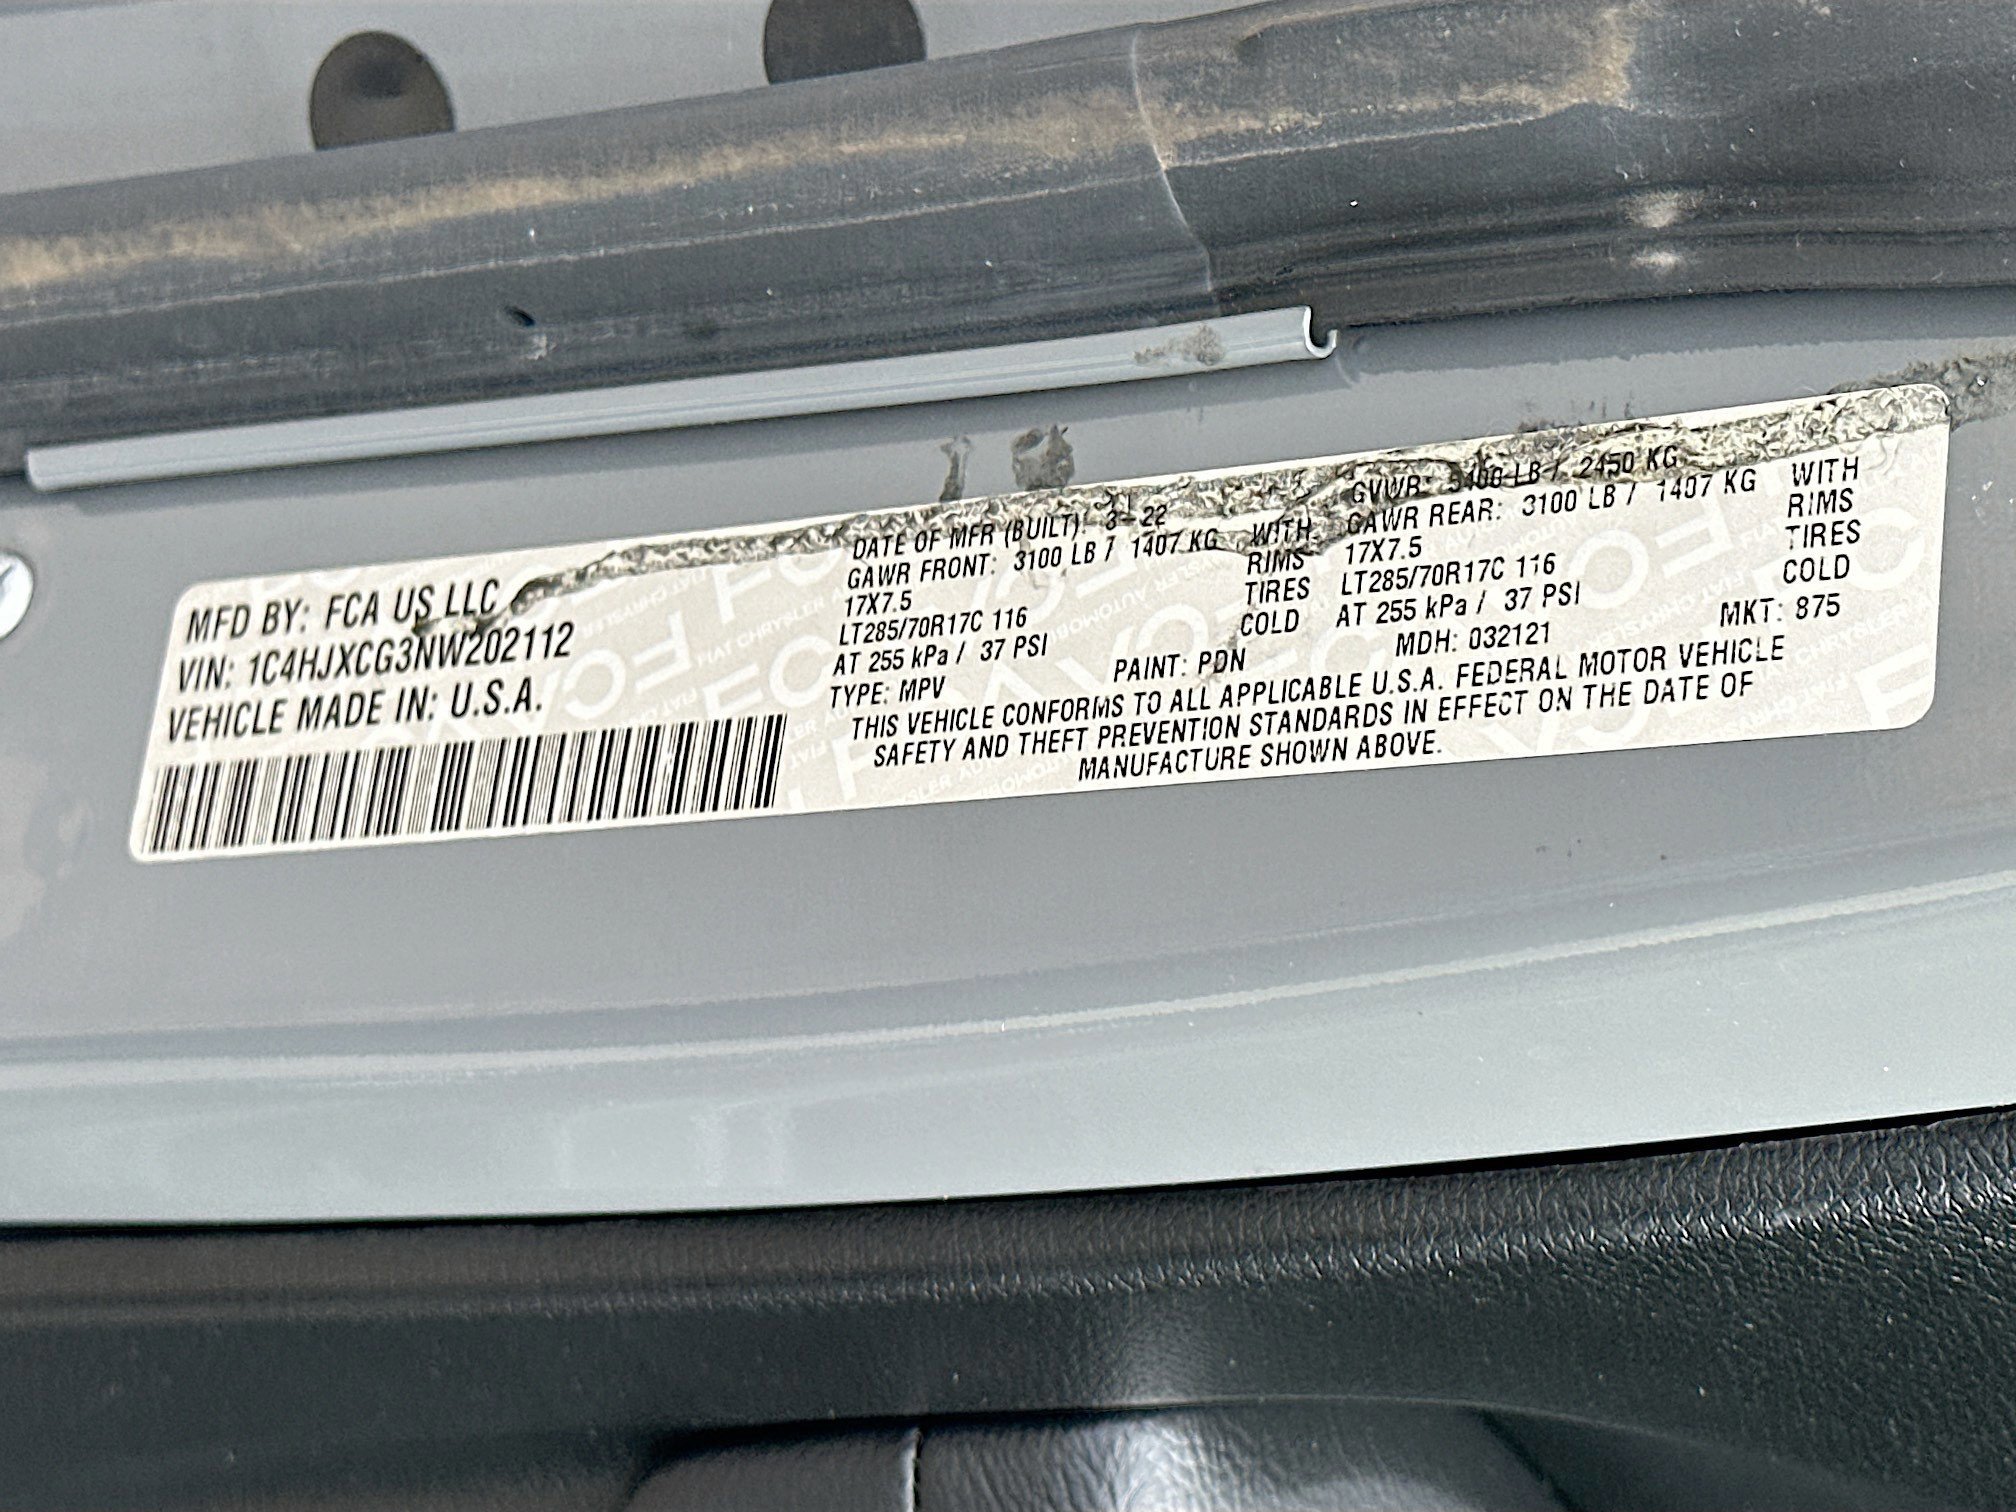 MFD BY: FCA US LLC
VIN: 1C4HJXCG3NW202112
VEHICLE MADE IN: U.S.A.
DATE OF MFR (BUILT): 3-22 GVWR: 5400 LB / 2450 KG
GAWR FRONT: 3100 LB / 1407 KG WITH GAWR REAR: 3100 LB / 1407 KG WITH
17X7.5 RIMS 17X7.5 RIMS
LT285/70R17C 116 TIRES LT285/70R17C 116 TIRES
AT 255 kPa / 37 PSI COLD AT 255 kPa / 37 PSI COLD
TYPE: MPV PAINT: PDN MDH: 032121 MKT: 875
THIS VEHICLE CONFORMS TO ALL APPLICABLE U.S.A. FEDERAL MOTOR VEHICLE
SAFETY AND THEFT PREVENTION STANDARDS IN EFFECT ON THE DATE OF
MANUFACTURE SHOWN ABOVE.